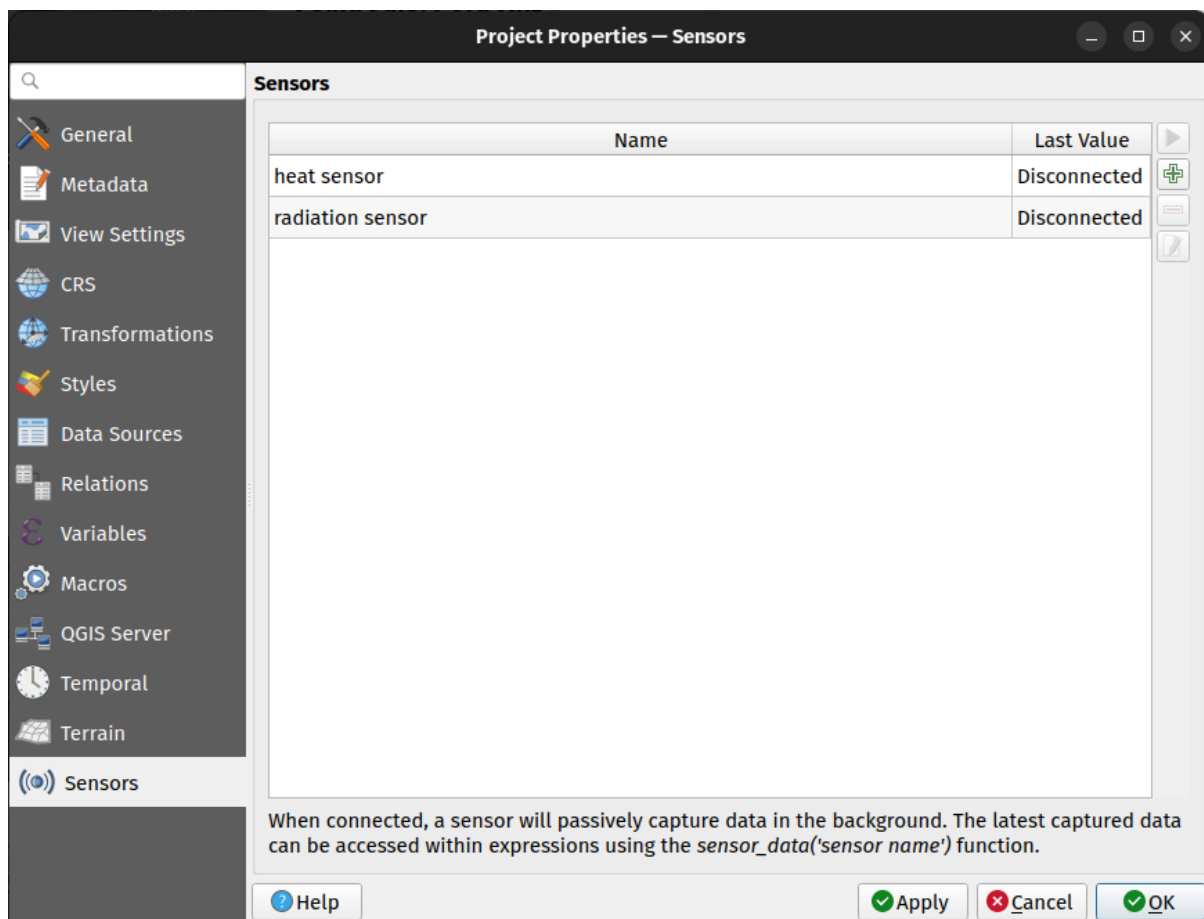 Project Properties — Sensors
Sensors
General
Metadata
View Settings
CRS
Transformations
Styles
Data Sources
Relations
Variables
Macros
QGIS Server
Temporal
Terrain
Sensors
Name Last Value
heat sensor Disconnected
radiation sensor Disconnected
When connected, a sensor will passively capture data in the background. The latest captured data
can be accessed within expressions using the sensor_data('sensor name') function.
Help Apply Cancel OK